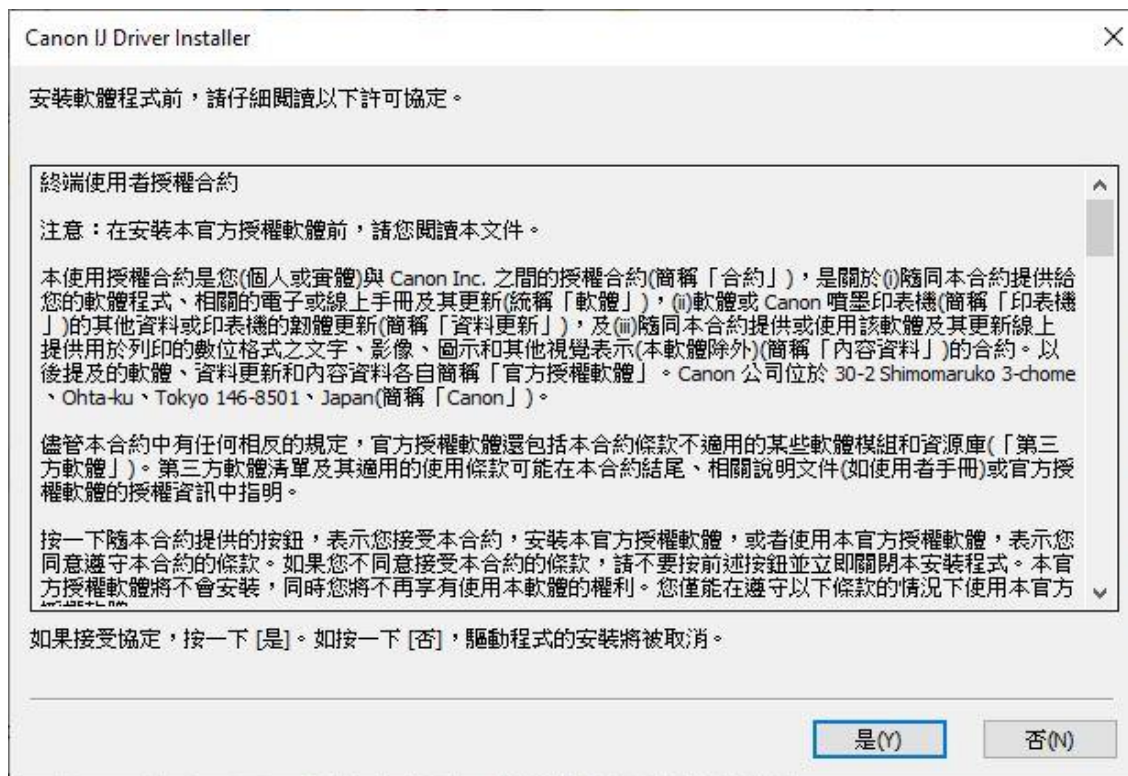 Canon IJ Driver Installer
安裝軟體程式前，請仔細閱讀以下許可協定。
終端使用者授權合約
注意：在安裝本官方授權軟體前，請您閱讀本文件。
本使用授權合約是您(個人或實體)與 Canon Inc. 之間的授權合約(簡稱「合約」)，是關於(i)隨同本合約提供給
您的軟體程式、相關的電子或線上手冊及其更新(統稱「軟體」)，(ii)軟體或 Canon 噴墨印表機(簡稱「印表機
」)的其他資料或印表機的韌體更新(簡稱「資料更新」)，及(iii)隨同本合約提供或使用該軟體及其更新線上
提供用於列印的數位格式之文字、影像、圖示和其他視覺表示(本軟體除外)(簡稱「內容資料」)的合約。以
後提及的軟體、資料更新和內容資料各自簡稱「官方授權軟體」。Canon 公司位於 30-2 Shimomaruko 3-chome
、Ohta-ku、Tokyo 146-8501、Japan(簡稱「Canon」)。
儘管本合約中有任何相反的規定，官方授權軟體還包括本合約條款不適用的某些軟體模組和資源庫(「第三
方軟體」)。第三方軟體清單及其適用的使用條款可能在本合約結尾、相關說明文件(如使用者手冊)或官方授
權軟體的授權資訊中指明。
按一下隨本合約提供的按鈕，表示您接受本合約，安裝本官方授權軟體，或者使用本官方授權軟體，表示您
同意遵守本合約的條款。如果您不同意接受本合約的條款，請不要按前述按鈕並立即關閉本安裝程式。本官
方授權軟體將不會安裝，同時您將不再享有使用本軟體的權利。您僅能在遵守以下條款的情況下使用本官方
如果接受協定，按一下 [是]。如按一下 [否]，驅動程式的安裝將被取消。
是(Y)
否(N)